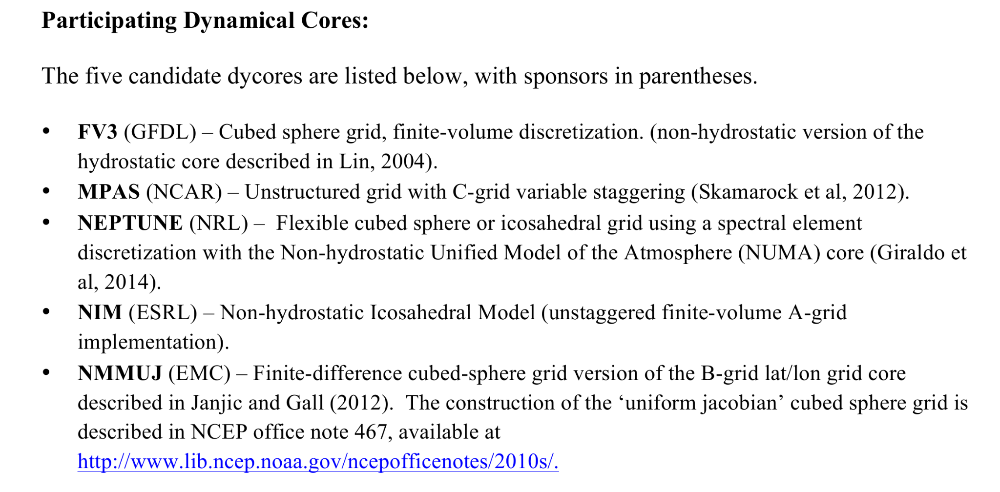 Participating Dynamical Cores:
The five candidate dycores are listed below, with sponsors in parentheses.
• FV3 (GFDL) – Cubed sphere grid, finite-volume discretization. (non-hydrostatic version of the
hydrostatic core described in Lin, 2004).
• MPAS (NCAR) – Unstructured grid with C-grid variable staggering (Skamarock et al, 2012).
• NEPTUNE (NRL) –  Flexible cubed sphere or icosahedral grid using a spectral element
discretization with the Non-hydrostatic Unified Model of the Atmosphere (NUMA) core (Giraldo et
al, 2014).
• NIM (ESRL) – Non-hydrostatic Icosahedral Model (unstaggered finite-volume A-grid
implementation).
• NMMUJ (EMC) – Finite-difference cubed-sphere grid version of the B-grid lat/lon grid core
described in Janjic and Gall (2012).  The construction of the ‘uniform jacobian’ cubed sphere grid is
described in NCEP office note 467, available at
http://www.lib.ncep.noaa.gov/ncepofficenotes/2010s/.